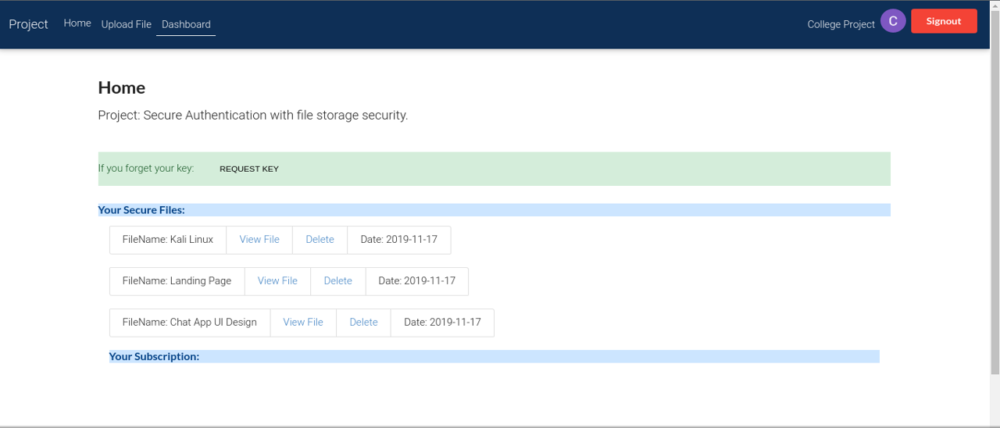 Project Home Upload File Dashboard College Project C Signout
Home
Project: Secure Authentication with file storage security.
If you forget your key: REQUEST KEY
Your Secure Files:
FileName: Kali Linux View File Delete Date: 2019-11-17
FileName: Landing Page View File Delete Date: 2019-11-17
FileName: Chat App UI Design View File Delete Date: 2019-11-17
Your Subscription: